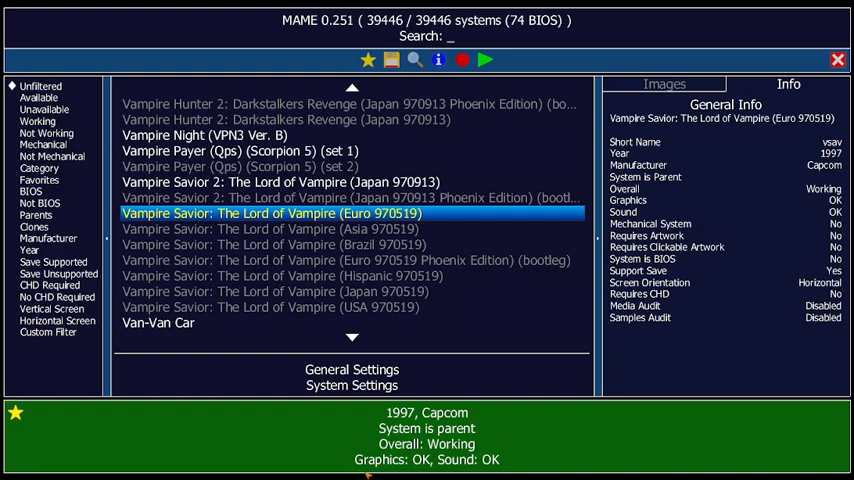 MAME 0.251 ( 39446 / 39446 systems (74 BIOS) )
Search: _
Unfiltered
Available
Unavailable
Working
Not Working
Mechanical
Not Mechanical
Category
Favorites
BIOS
Not BIOS
Parents
Clones
Manufacturer
Year
Save Supported
Save Unsupported
CHD Required
No CHD Required
Vertical Screen
Horizontal Screen
Custom Filter
Vampire Hunter 2: Darkstalkers Revenge (Japan 970913 Phoenix Edition) (bo...
Vampire Hunter 2: Darkstalkers Revenge (Japan 970913)
Vampire Night (VPN3 Ver. B)
Vampire Payer (Qps) (Scorpion 5) (set 1)
Vampire Payer (Qps) (Scorpion 5) (set 2)
Vampire Savior 2: The Lord of Vampire (Japan 970913)
Vampire Savior 2: The Lord of Vampire (Japan 970913 Phoenix Edition) (bootl...
Vampire Savior: The Lord of Vampire (Euro 970519)
Vampire Savior: The Lord of Vampire (Asia 970519)
Vampire Savior: The Lord of Vampire (Brazil 970519)
Vampire Savior: The Lord of Vampire (Euro 970519 Phoenix Edition) (bootleg)
Vampire Savior: The Lord of Vampire (Hispanic 970519)
Vampire Savior: The Lord of Vampire (Japan 970519)
Vampire Savior: The Lord of Vampire (USA 970519)
Van-Van Car
General Settings
System Settings
Images Info
General Info
Vampire Savior: The Lord of Vampire (Euro 970519)
Short Name vsav
Year 1997
Manufacturer Capcom
System is Parent
Overall Working
Graphics OK
Sound OK
Mechanical System No
Requires Artwork No
Requires Clickable Artwork No
System is BIOS No
Support Save Yes
Screen Orientation Horizontal
Requires CHD No
Media Audit Disabled
Samples Audit Disabled
1997, Capcom
System is parent
Overall: Working
Graphics: OK, Sound: OK